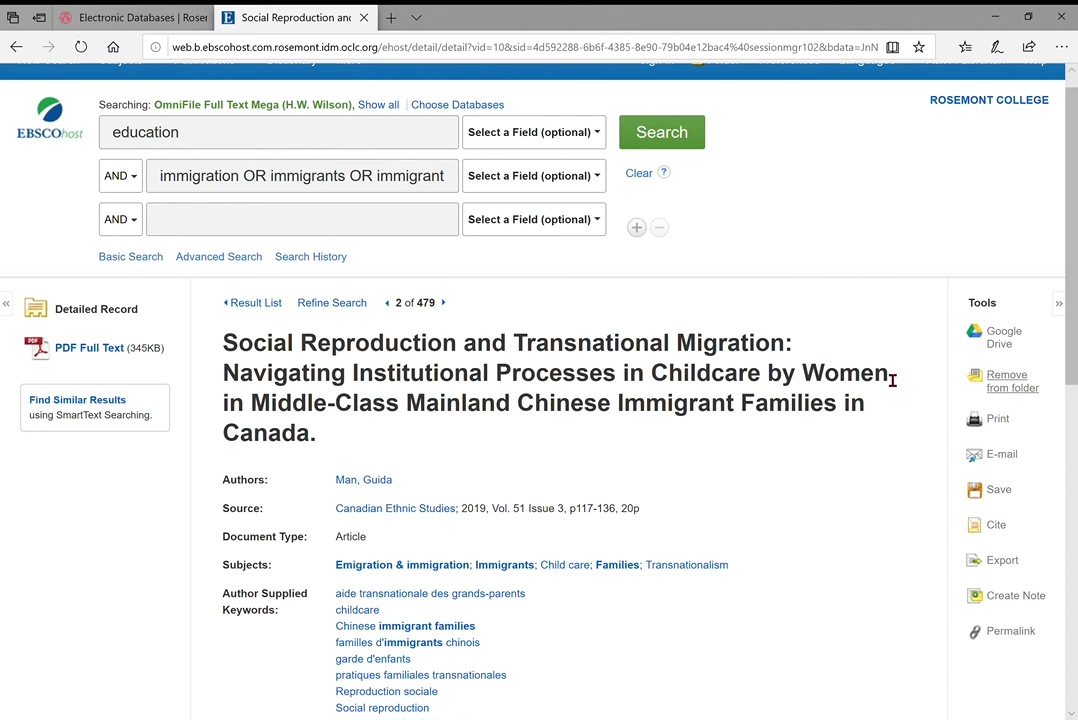 Electronic Databases | Roser
Social Reproduction and
web.b.ebscohost.com.rosemont.idm.oclc.org/ehost/detail/detail?vid=10&sid=4d592288-6b6f-4385-8e90-79b04e12bac4%40sessionmgr102&bdata=JnN
EBSCOhost
Searching: OmniFile Full Text Mega (H.W. Wilson), Show all | Choose Databases
ROSEMONT COLLEGE
education
Select a Field (optional)
Search
AND
immigration OR immigrants OR immigrant
Select a Field (optional)
Clear ?
AND
Select a Field (optional)
Basic Search Advanced Search Search History
Detailed Record
PDF Full Text (345KB)
Find Similar Results
using SmartText Searching.
Result List Refine Search 2 of 479
Social Reproduction and Transnational Migration:
Navigating Institutional Processes in Childcare by Women
in Middle-Class Mainland Chinese Immigrant Families in
Canada.
Authors: Man, Guida
Source: Canadian Ethnic Studies; 2019, Vol. 51 Issue 3, p117-136, 20p
Document Type: Article
Subjects: Emigration & immigration; Immigrants; Child care; Families; Transnationalism
Author Supplied
Keywords:
aide transnationale des grands-parents
childcare
Chinese immigrant families
familles d'immigrants chinois
garde d'enfants
pratiques familiales transnationales
Reproduction sociale
Social reproduction
Tools
Google
Drive
Remove
from folder
Print
E-mail
Save
Cite
Export
Create Note
Permalink